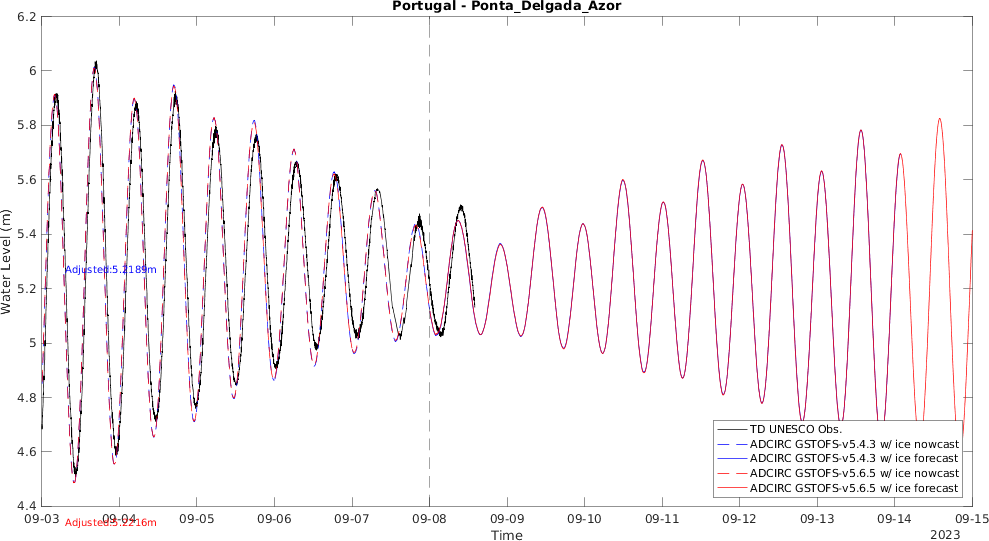 Portugal - Ponta_Delgada_Azor
6.2
6
5.8
5.6
5.4
5.2
5
4.8
4.6
4.4
Water Level (m)
Adjusted:5.2189m
Adjusted:5.2216m
TD UNESCO Obs.
ADCIRC GSTOFS-v5.4.3 w/ ice nowcast
ADCIRC GSTOFS-v5.4.3 w/ ice forecast
ADCIRC GSTOFS-v5.6.5 w/ ice nowcast
ADCIRC GSTOFS-v5.6.5 w/ ice forecast
09-03 09-04 09-05 09-06 09-07 09-08 09-09 09-10 09-11 09-12 09-13 09-14 09-15
Time
2023